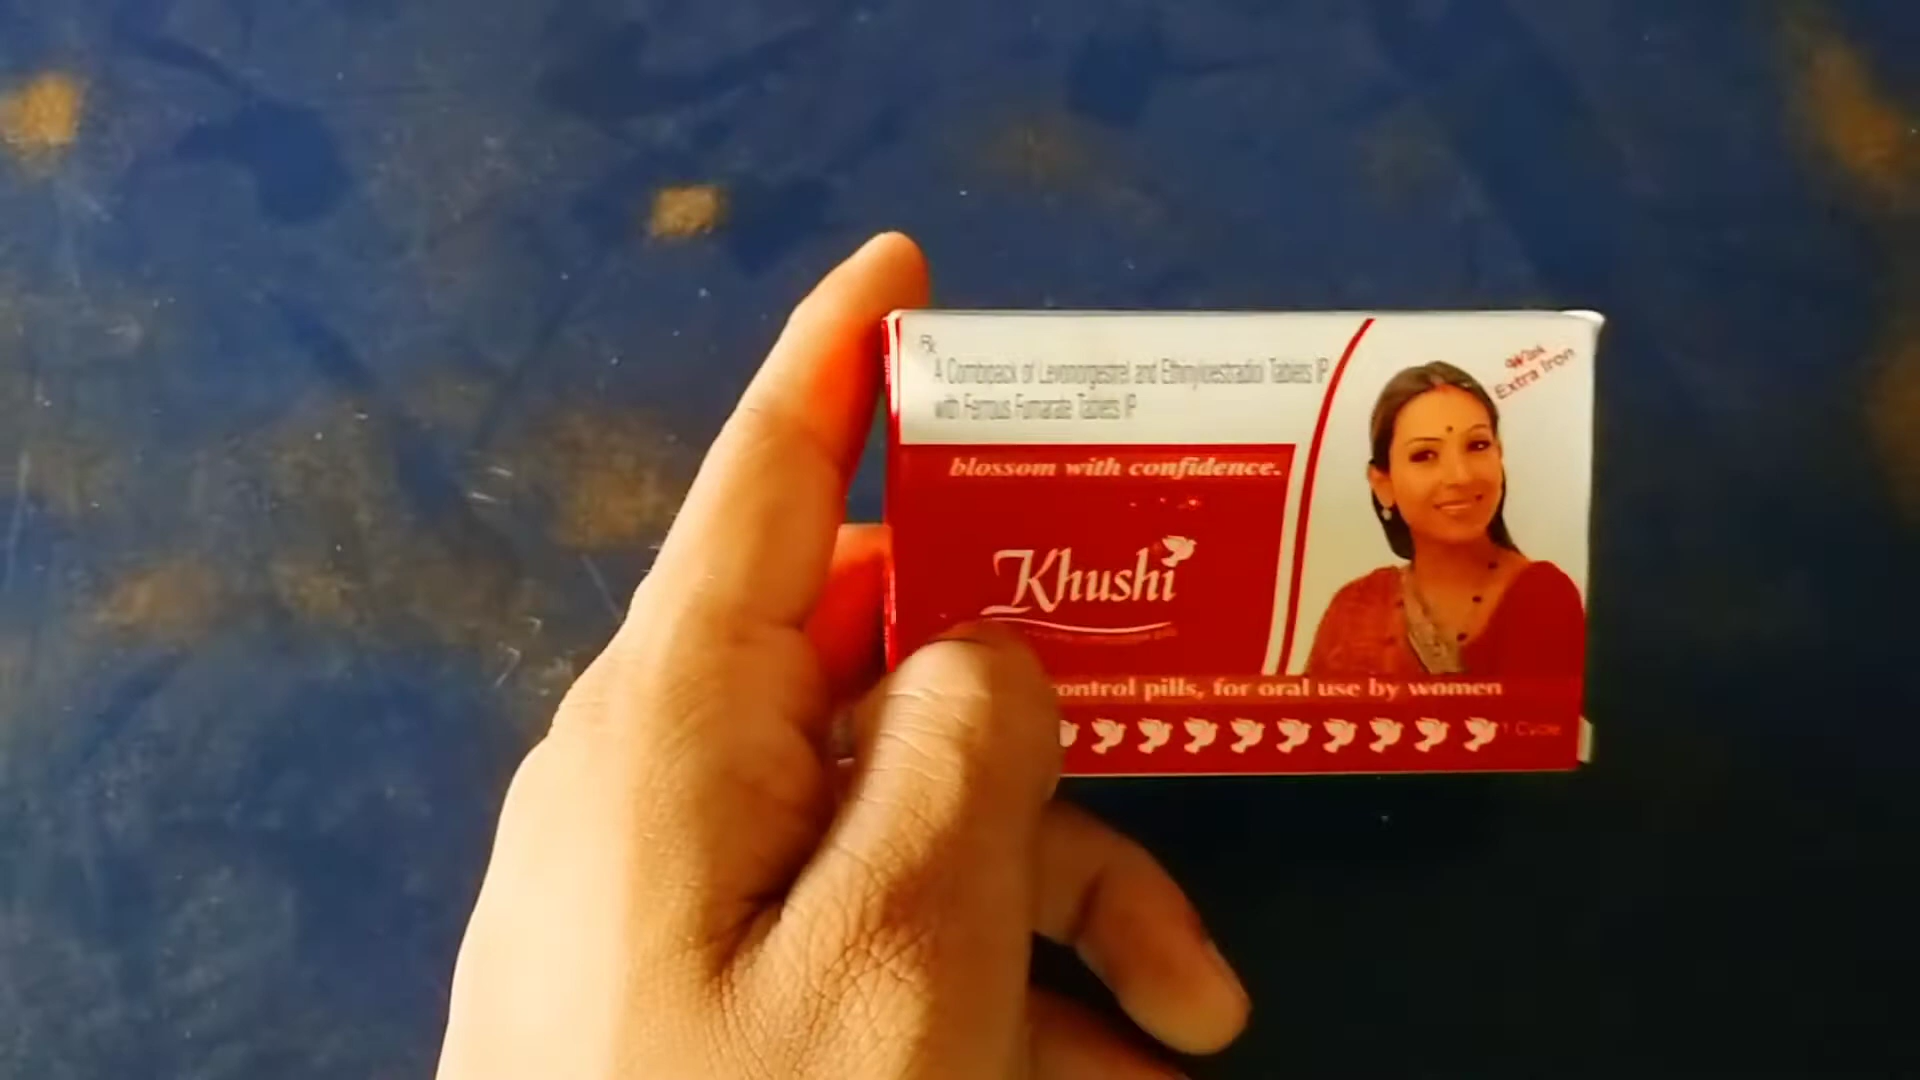 Rx
A Combipack of Levonorgestrel and Ethinyloestradiol Tablets IP
with Ferrous Fumarate Tablets IP
With
Extra Iron
blossom with confidence.
Khushi
control pills, for oral use by women
1 Cycle